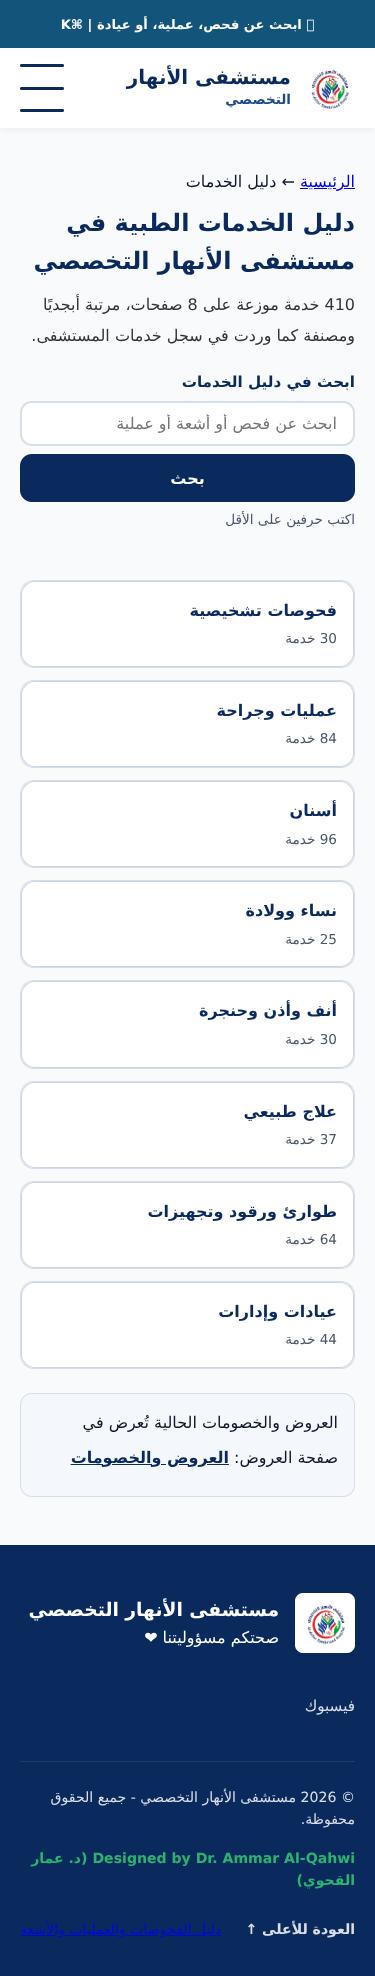 ابحث عن فحص، عملية، أو عيادة | ⌘K
مستشفى الأنهار
التخصصي
الرئيسية ← دليل الخدمات
دليل الخدمات الطبية في
مستشفى الأنهار التخصصي
410 خدمة موزعة على 8 صفحات، مرتبة أبجديًا
ومصنفة كما وردت في سجل خدمات المستشفى.
ابحث في دليل الخدمات
ابحث عن فحص أو أشعة أو عملية
بحث
اكتب حرفين على الأقل
فحوصات تشخيصية
30 خدمة
عمليات وجراحة
84 خدمة
أسنان
96 خدمة
نساء وولادة
25 خدمة
أنف وأذن وحنجرة
30 خدمة
علاج طبيعي
37 خدمة
طوارئ ورقود وتجهيزات
64 خدمة
عيادات وإدارات
44 خدمة
العروض والخصومات الحالية تُعرض في
صفحة العروض: العروض والخصومات
مستشفى الأنهار التخصصي
صحتكم مسؤوليتنا ❤
فيسبوك
© 2026 مستشفى الأنهار التخصصي - جميع الحقوق
محفوظة.
Designed by Dr. Ammar Al-Qahwi (د. عمار
القحوي)
العودة للأعلى ↑ دليل الفحوصات والعمليات والأشعة